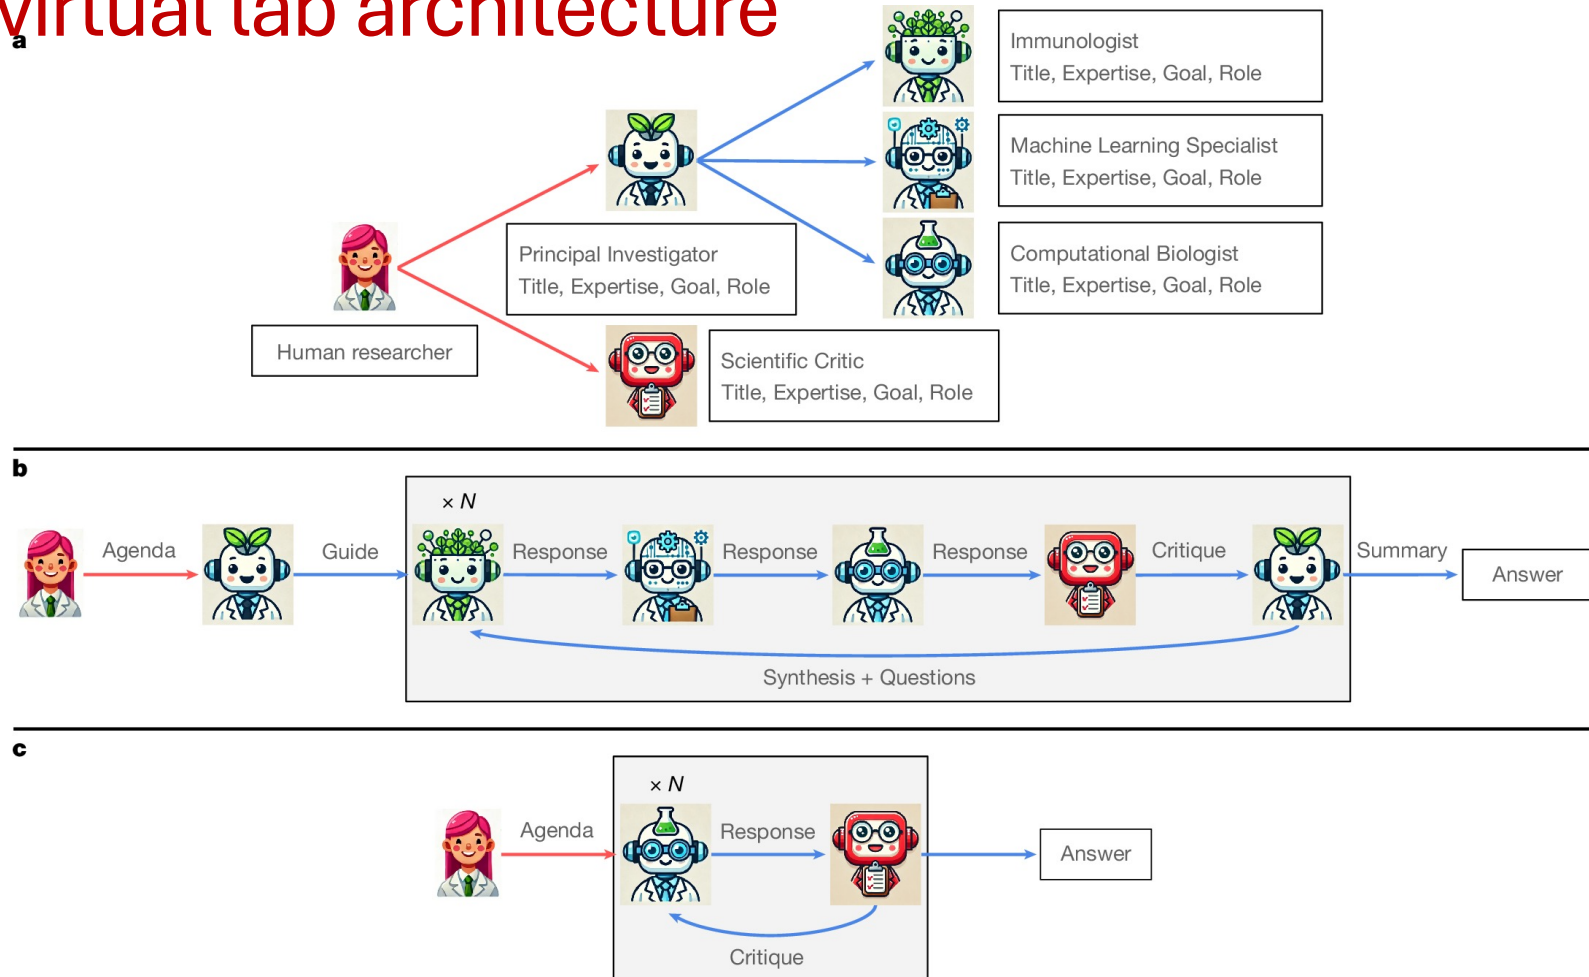 virtual lab architecture
a
Immunologist
Title, Expertise, Goal, Role
Machine Learning Specialist
Title, Expertise, Goal, Role
Principal Investigator
Title, Expertise, Goal, Role
Computational Biologist
Title, Expertise, Goal, Role
Human researcher
Scientific Critic
Title, Expertise, Goal, Role
b
× N
Agenda
Guide
Response
Response
Response
Critique
Summary
Answer
Synthesis + Questions
c
× N
Agenda
Response
Answer
Critique